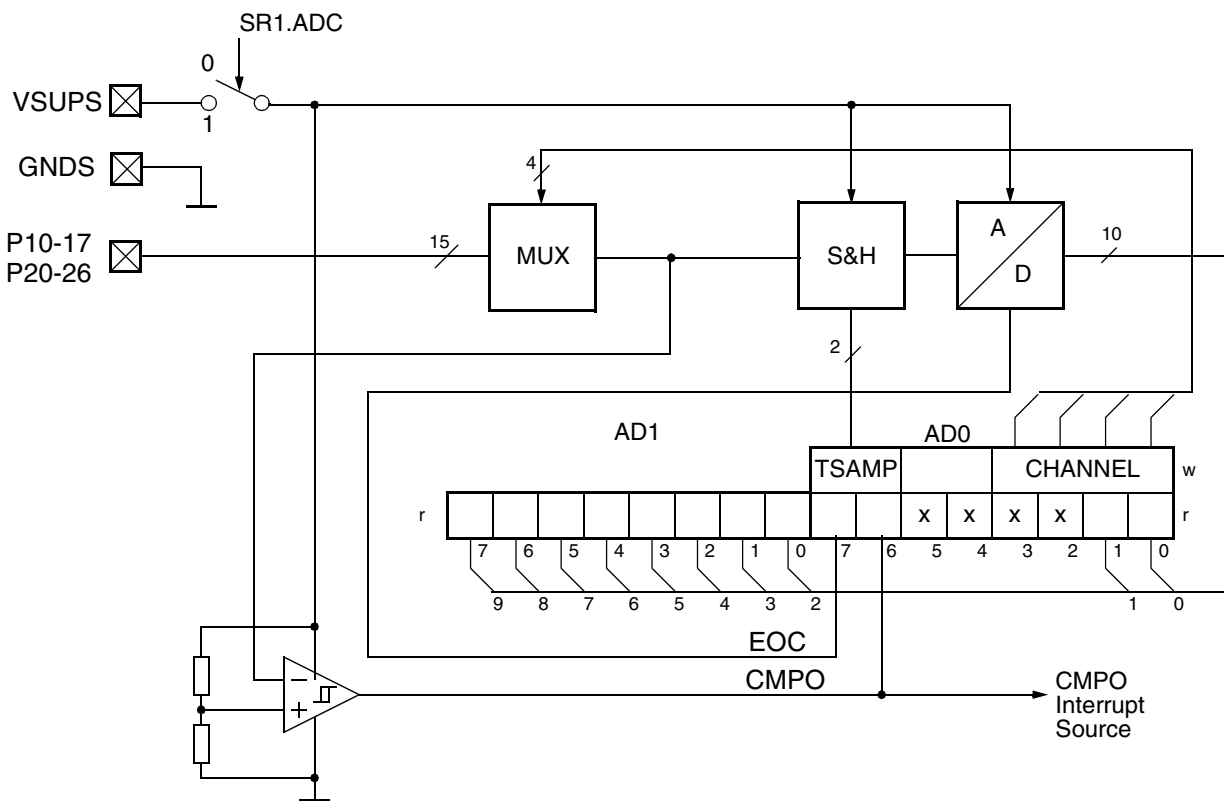 SR1.ADC
0
VSUPS
1
GNDS
4
P10-17
P20-26
15
MUX
S&H
A
D
10
2
AD1
AD0
TSAMP
CHANNEL
w
r
x x x x
r
7 6 5 4 3 2 1 0 7 6 5 4 3 2 1 0
9 8 7 6 5 4 3 2 1 0
EOC
CMPO
−
+
CMPO
Interrupt
Source